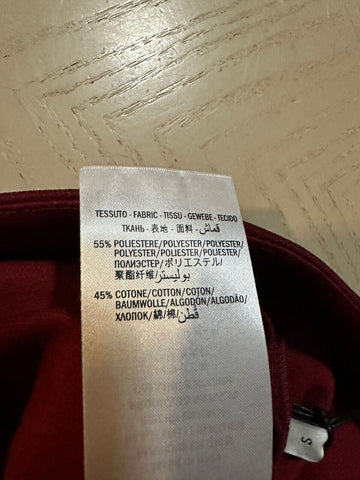 TESSUTO - FABRIC - TISSU - GEWEBE - TECIDO
ТКАНЬ - 表地 - 面料 - قماش
55% POLIESTERE/POLYESTER/POLYESTER/
POLYESTER/POLIÉSTER/POLIÉSTER/
ПОЛИЭСТЕР/ポリエステル/
聚酯纤维/بوليستر
45% COTONE/COTTON/COTON/
BAUMWOLLE/ALGODÓN/ALGODÃO/
ХЛОПОК/綿/棉/قطن
S